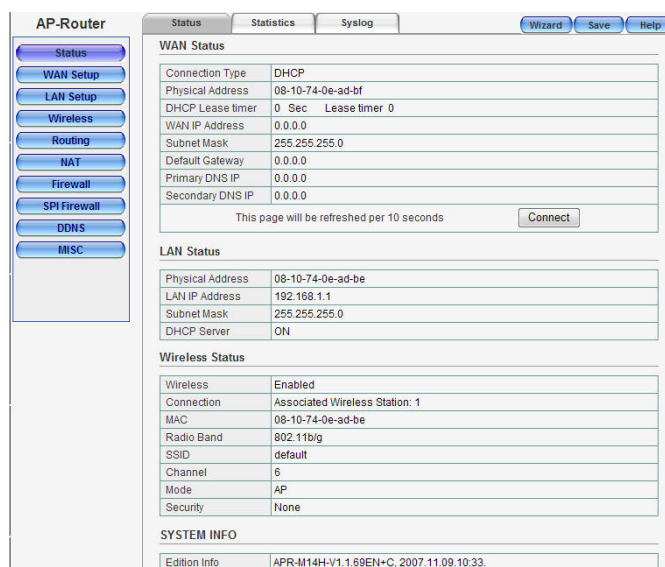 AP-Router
Status Statistics Syslog Wizard Save Help
Status
WAN Setup
LAN Setup
Wireless
Routing
NAT
Firewall
SPI Firewall
DDNS
MISC
WAN Status
Connection Type DHCP
Physical Address 08-10-74-0e-ad-bf
DHCP Lease timer 0 Sec Lease timer 0
WAN IP Address 0.0.0.0
Subnet Mask 255.255.255.0
Default Gateway 0.0.0.0
Primary DNS IP 0.0.0.0
Secondary DNS IP 0.0.0.0
This page will be refreshed per 10 seconds Connect
LAN Status
Physical Address 08-10-74-0e-ad-be
LAN IP Address 192.168.1.1
Subnet Mask 255.255.255.0
DHCP Server ON
Wireless Status
Wireless Enabled
Connection Associated Wireless Station: 1
MAC 08-10-74-0e-ad-be
Radio Band 802.11b/g
SSID default
Channel 6
Mode AP
Security None
SYSTEM INFO
Edition Info APR-M14H-V1.1.69EN+C, 2007.11.09.10:33.